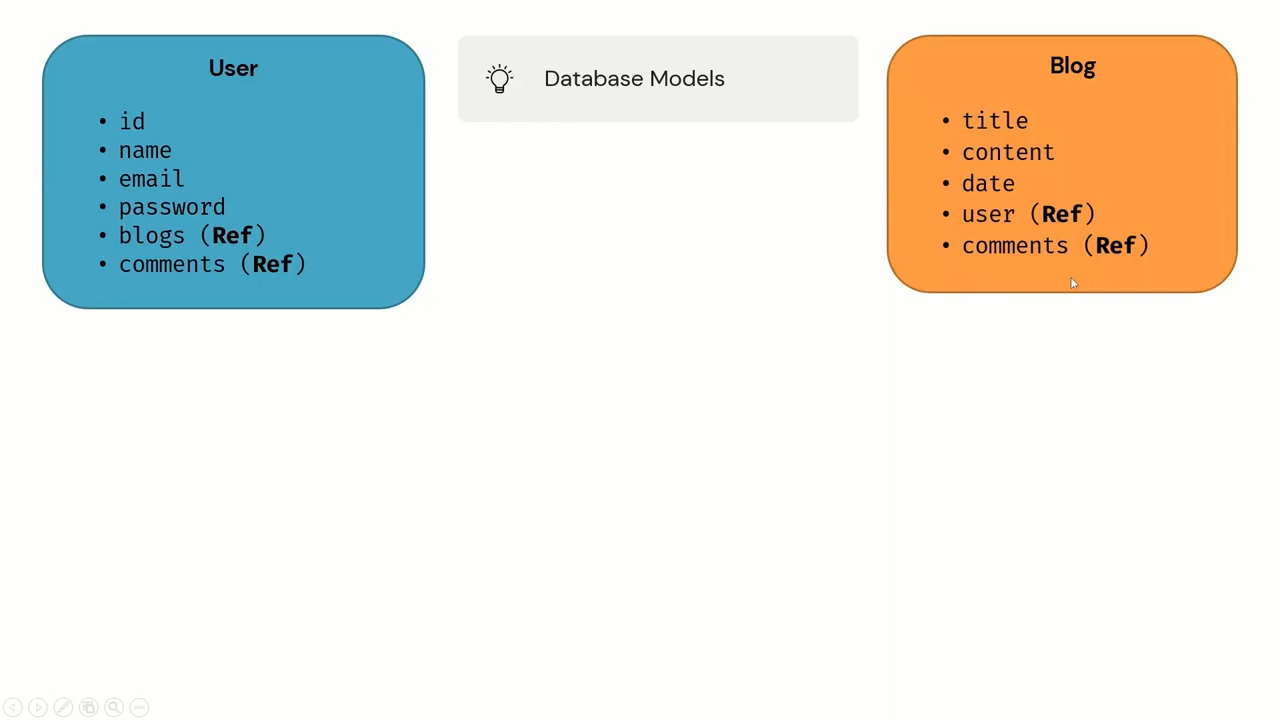 User
• id
• name
• email
• password
• blogs (Ref)
• comments (Ref)
Database Models
Blog
• title
• content
• date
• user (Ref)
• comments (Ref)